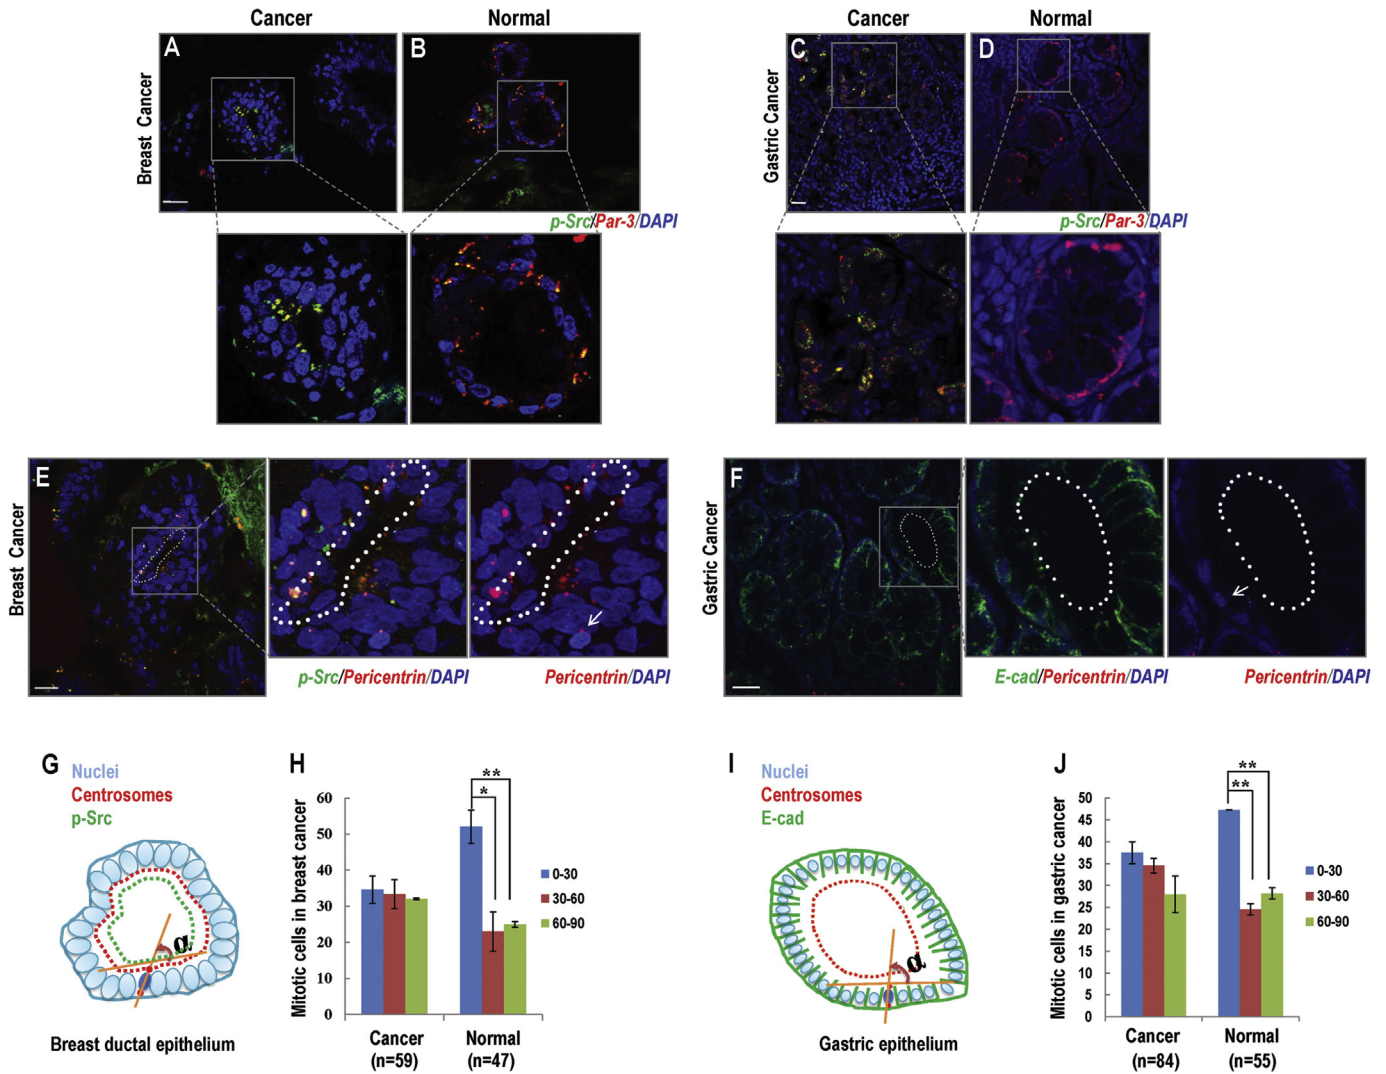 Cancer
Normal
Cancer
Normal
A
B
C
D
Breast Cancer
Gastric Cancer
p-Src/Par-3/DAPI
p-Src/Par-3/DAPI
E
F
Breast Cancer
Gastric Cancer
p-Src/Pericentrin/DAPI
Pericentrin/DAPI
E-cad/Pericentrin/DAPI
Pericentrin/DAPI
G
Nuclei
Centrosomes
p-Src
α
Breast ductal epithelium
H
Mitotic cells in breast cancer
60
50
40
30
20
10
0
**
*
0-30
30-60
60-90
Cancer
(n=59)
Normal
(n=47)
I
Nuclei
Centrosomes
E-cad
α
Gastric epithelium
J
Mitotic cells in gastric cancer
50
45
40
35
30
25
20
15
10
5
0
**
**
0-30
30-60
60-90
Cancer
(n=84)
Normal
(n=55)